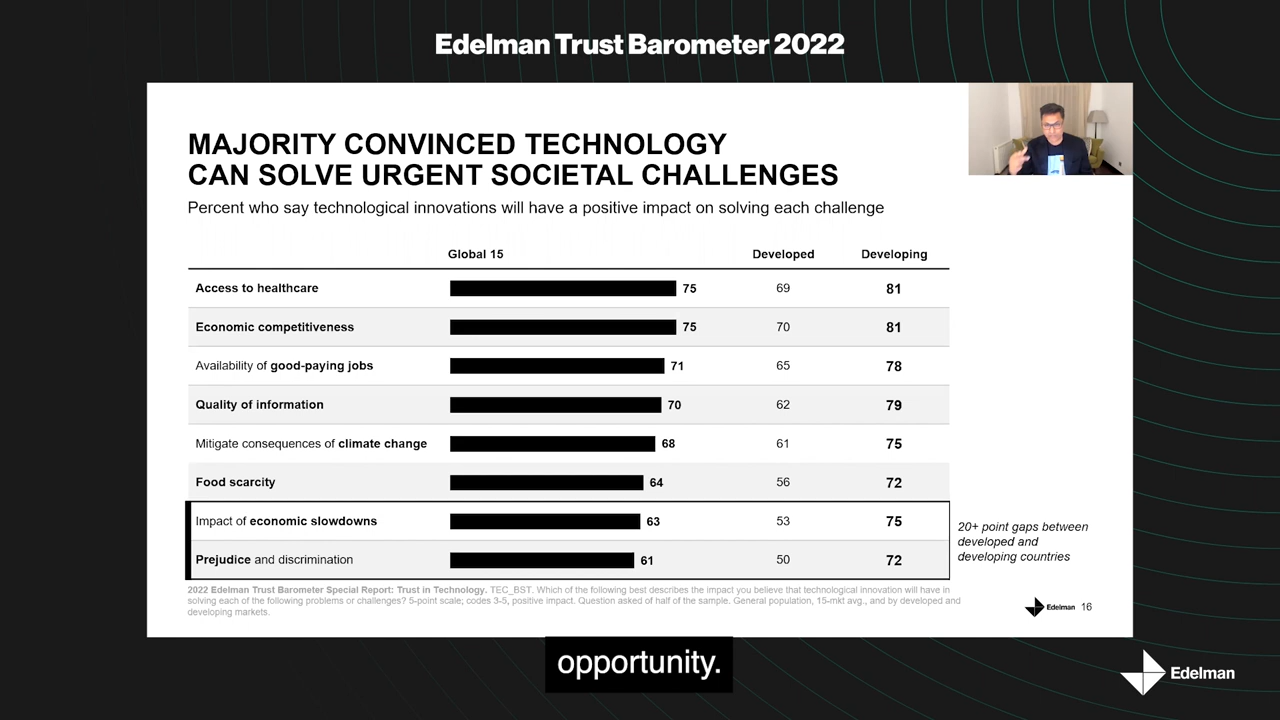 Edelman Trust Barometer 2022
MAJORITY CONVINCED TECHNOLOGY
CAN SOLVE URGENT SOCIETAL CHALLENGES
Percent who say technological innovations will have a positive impact on solving each challenge
Global 15 Developed Developing
Access to healthcare 75 69 81
Economic competitiveness 75 70 81
Availability of good-paying jobs 71 65 78
Quality of information 70 62 79
Mitigate consequences of climate change 68 61 75
Food scarcity 64 56 72
Impact of economic slowdowns 63 53 75
Prejudice and discrimination 61 50 72
20+ point gaps between
developed and
developing countries
2022 Edelman Trust Barometer Special Report: Trust in Technology. TEC_BST. Which of the following best describes the impact you believe that technological innovation will have in
solving each of the following problems or challenges? 5-point scale; codes 3-5, positive impact. Question asked of half of the sample. General population, 15-mkt avg., and by developed and
developing markets.
Edelman 16
opportunity.
Edelman